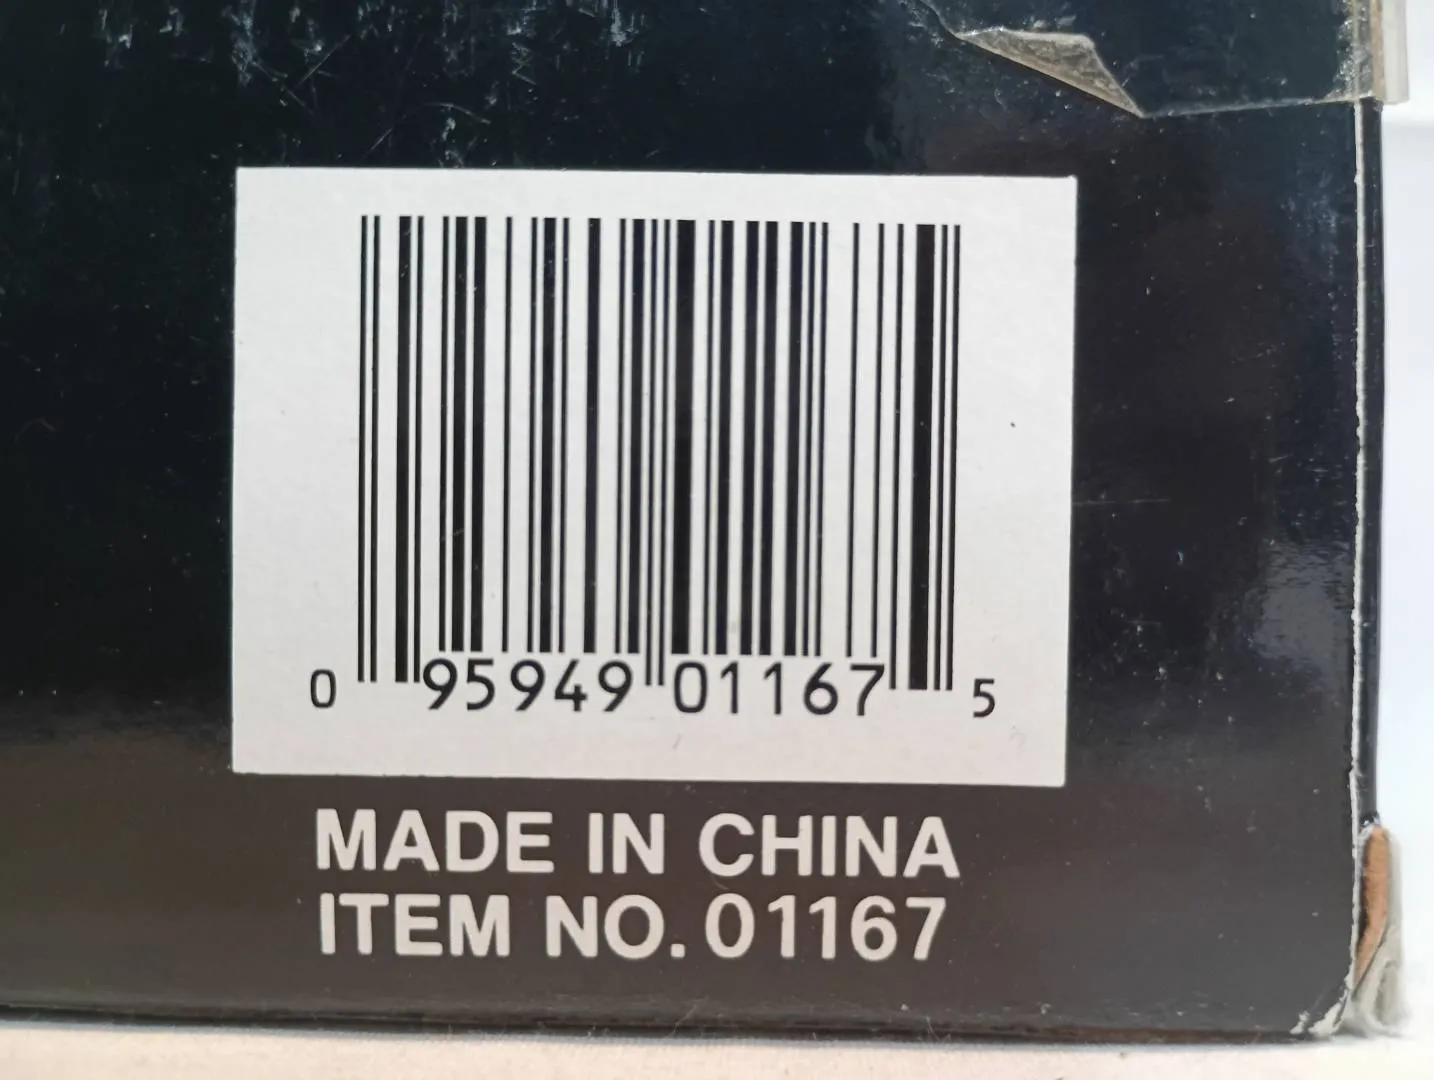 0 95949 01167 5
MADE IN CHINA
ITEM NO. 01167